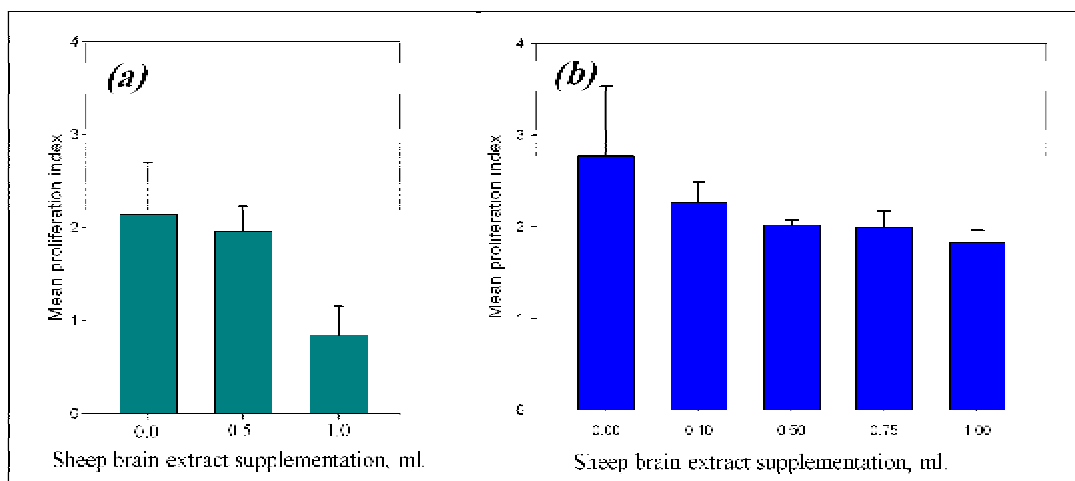 (a)
Mean proliferation index
4
3
2
1
0
0.0 0.5 1.0
Sheep brain extract supplementation, ml.
(b)
Mean proliferation index
4
3
2
1
0
0.00 0.10 0.50 0.75 1.00
Sheep brain extract supplementation, ml.